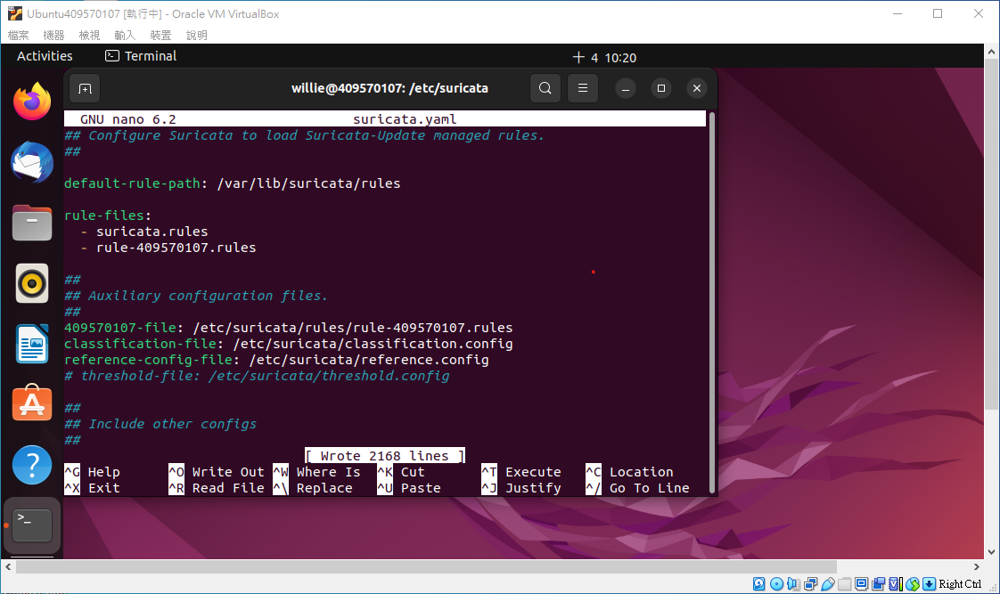 Ubuntu409570107 [執行中] - Oracle VM VirtualBox
檔案 機器 檢視 輸入 裝置 說明
Activities Terminal 4 10:20
willie@409570107: /etc/suricata
GNU nano 6.2 suricata.yaml
## Configure Suricata to load Suricata-Update managed rules.
##
default-rule-path: /var/lib/suricata/rules
rule-files:
- suricata.rules
- rule-409570107.rules
##
## Auxiliary configuration files.
##
409570107-file: /etc/suricata/rules/rule-409570107.rules
classification-file: /etc/suricata/classification.config
reference-config-file: /etc/suricata/reference.config
# threshold-file: /etc/suricata/threshold.config
##
## Include other configs
##
[ Wrote 2168 lines ]
^G Help ^O Write Out ^W Where Is ^K Cut ^T Execute ^C Location
^X Exit ^R Read File ^\ Replace ^U Paste ^J Justify ^/ Go To Line
Right Ctrl